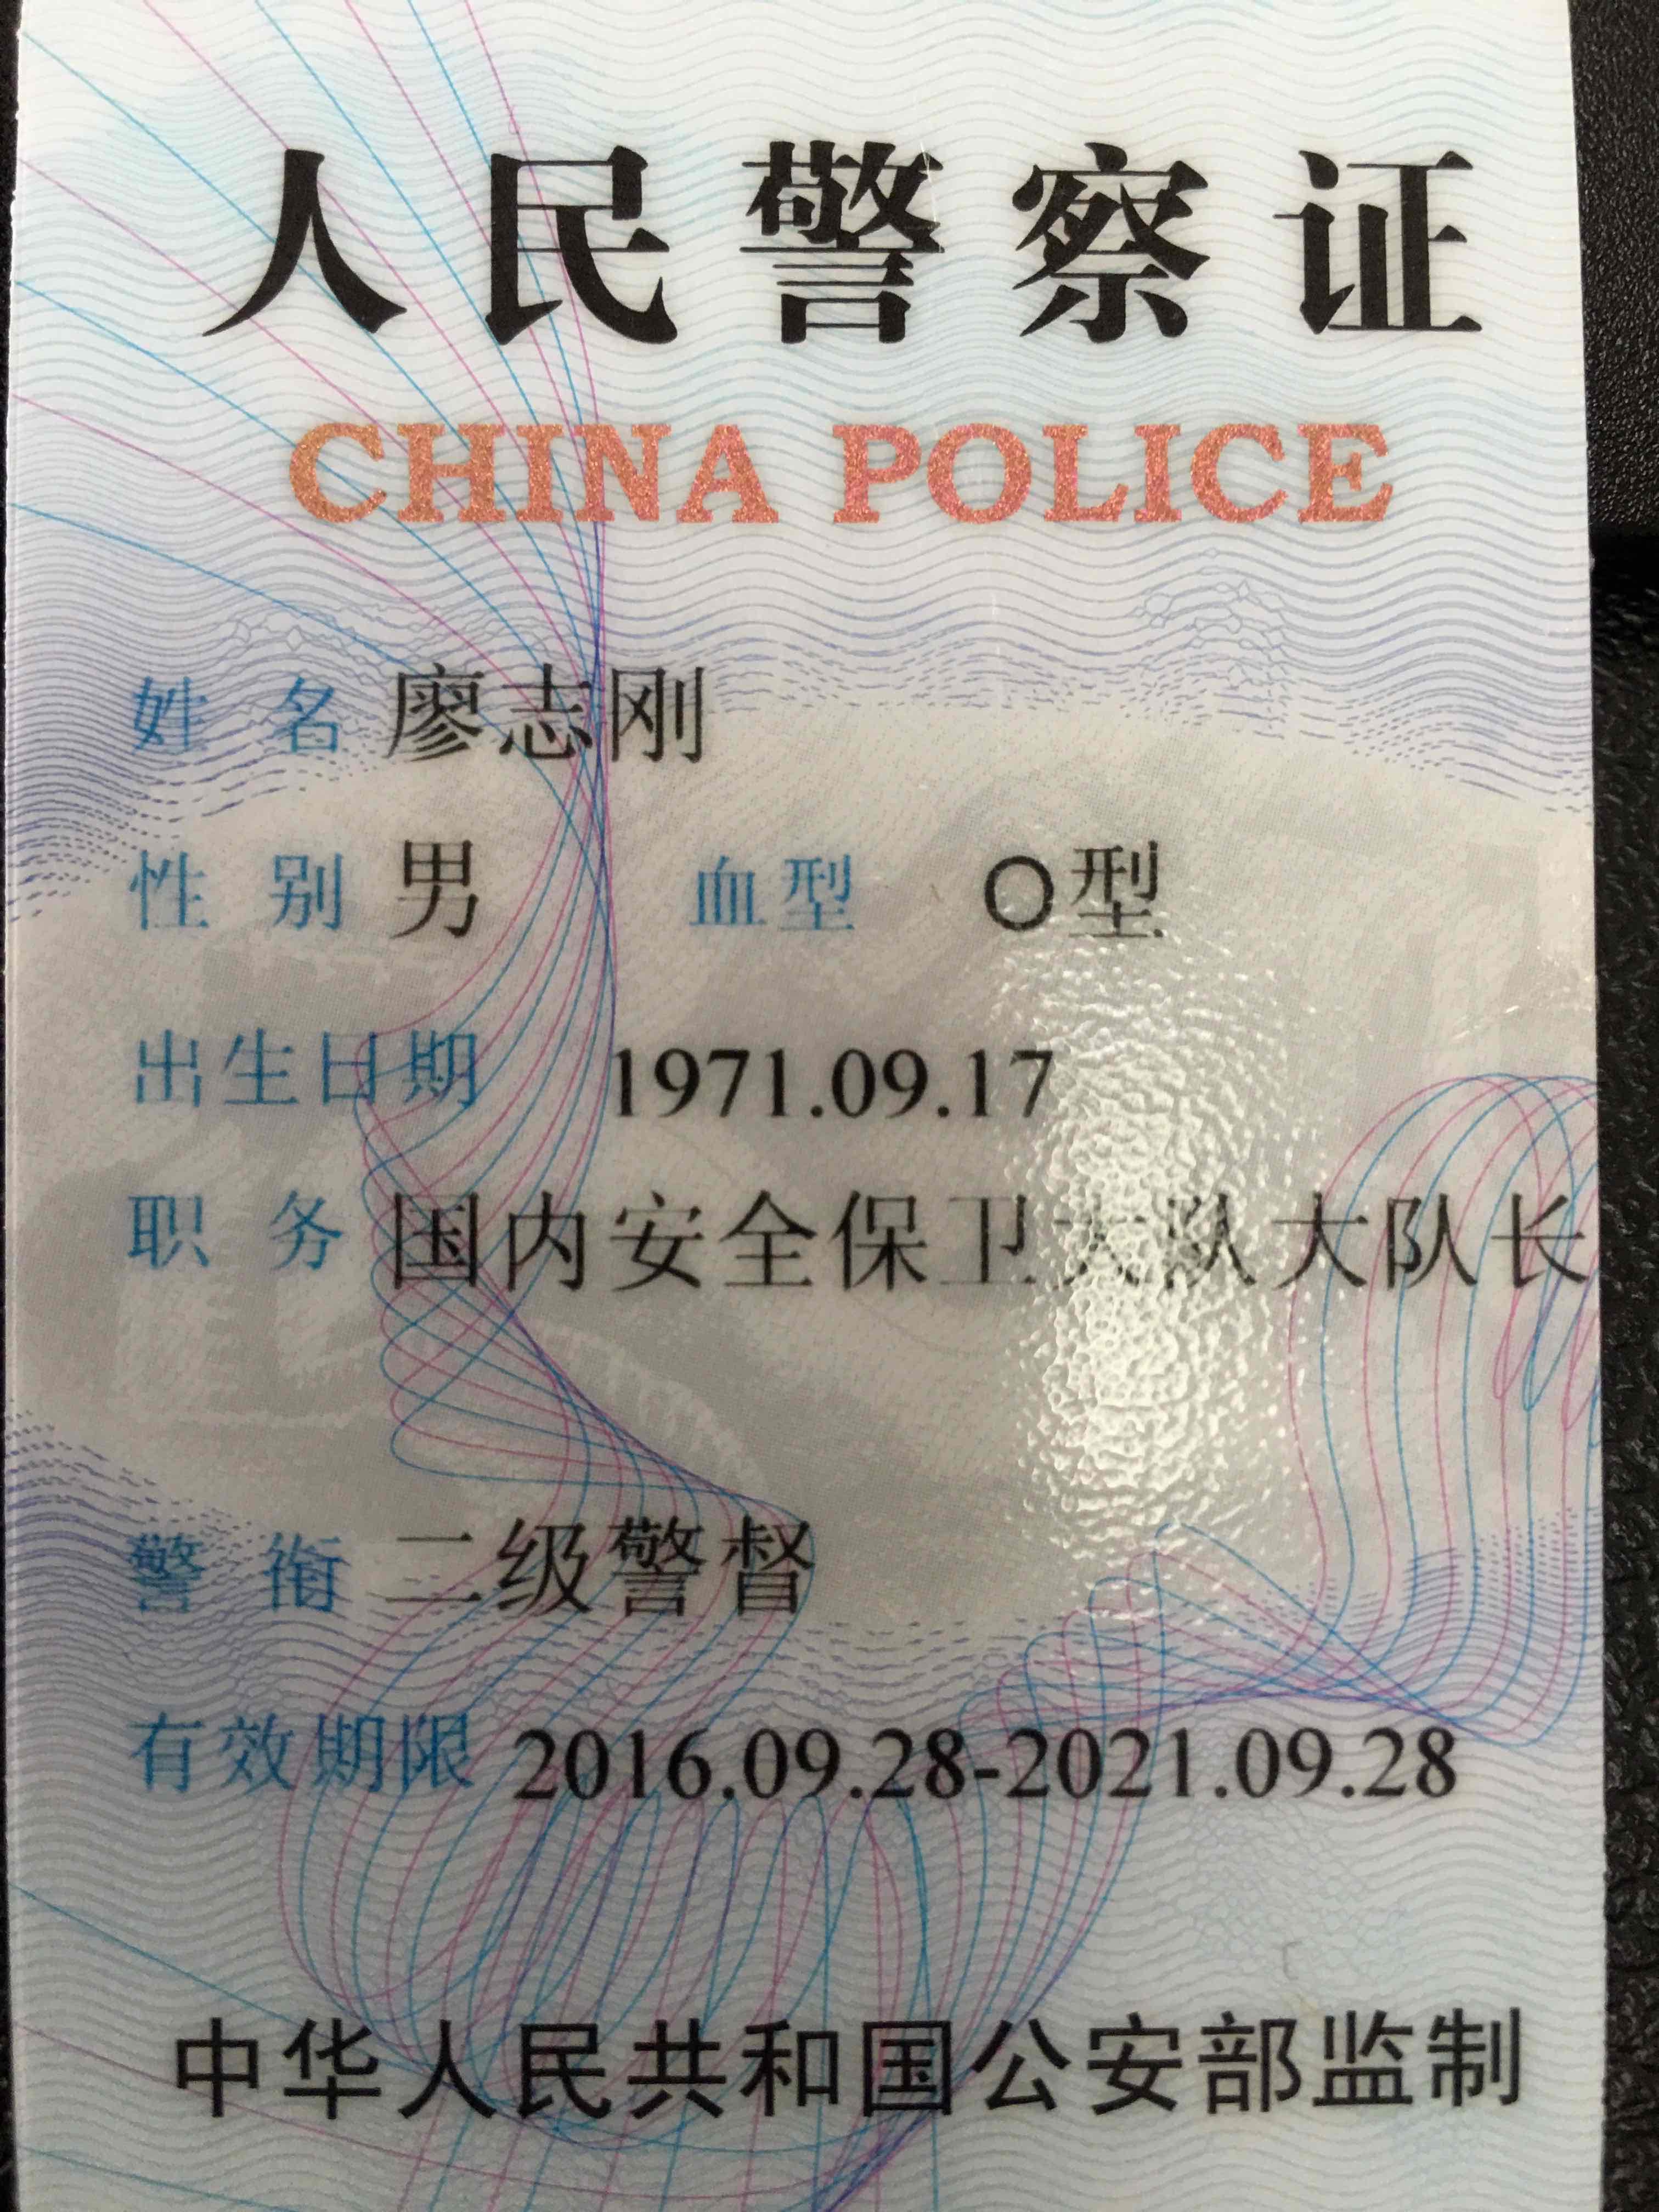 人民警察证
CHINA POLICE
姓 名 廖志刚
性 别 男 血型 O型
出生日期 1971.09.17
职 务 国内安全保卫大队大队长
警 衔 二级警督
有效期限 2016.09.28-2021.09.28
中华人民共和国公安部监制